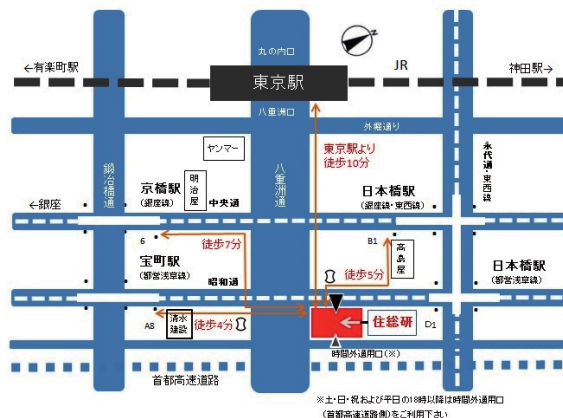 丸の内口
N
←有楽町駅
東京駅
JR
神田駅→
八重洲口
外堀通り
ヤンマー
東京駅より
徒歩10分
鍛冶橋通
八重洲通
永代通・東西線
京橋駅
(銀座線)
明治屋
中央通
日本橋駅
(銀座線・東西線)
←銀座
6
徒歩7分
B1
高島屋
宝町駅
(都営浅草線)
昭和通
徒歩5分
日本橋駅
(都営浅草線)
A8
清水
建設
徒歩4分
住総研
D1
時間外通用口(※)
首都高速道路
※土・日・祝および平日の18時以降は時間外通用口
(首都高速道路側)をご利用下さい